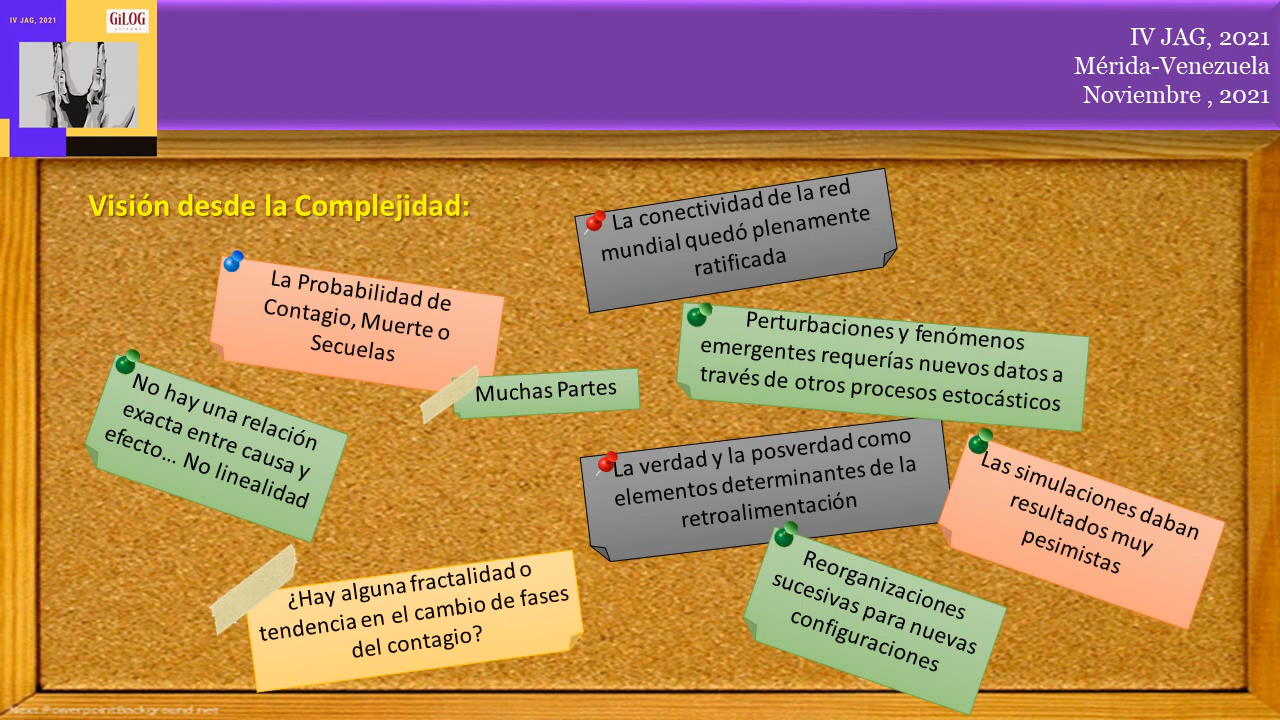 IV JAG, 2021
GiLOG
IV JAG, 2021
Mérida-Venezuela
Noviembre , 2021
Visión desde la Complejidad:
La conectividad de la red
mundial quedó plenamente
ratificada
La Probabilidad de
Contagio, Muerte o
Secuelas
Perturbaciones y fenómenos
emergentes requerías nuevos datos a
través de otros procesos estocásticos
No hay una relación
exacta entre causa y
efecto... No linealidad
Muchas Partes
La verdad y la posverdad como
elementos determinantes de la
retroalimentación
Las simulaciones daban
resultados muy
pesimistas
¿Hay alguna fractalidad o
tendencia en el cambio de fases
del contagio?
Reorganizaciones
sucesivas para nuevas
configuraciones